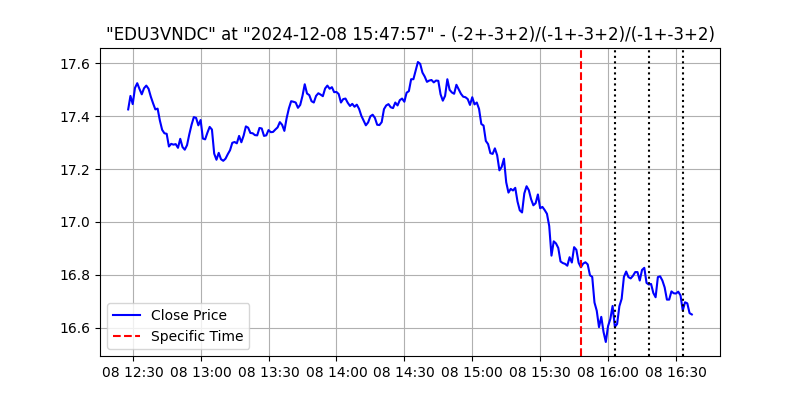 "EDU3VNDC" at "2024-12-08 15:47:57" - (-2+-3+2)/(-1+-3+2)/(-1+-3+2)
17.6
17.4
17.2
17.0
16.8
16.6
Close Price
Specific Time
08 12:30 08 13:00 08 13:30 08 14:00 08 14:30 08 15:00 08 15:30 08 16:00 08 16:30